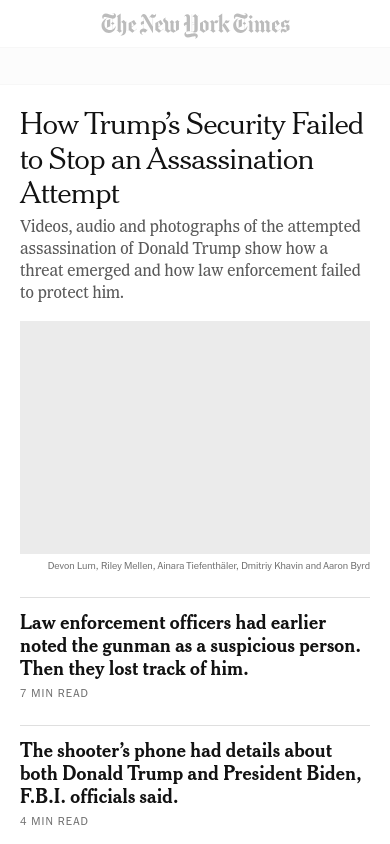 The New York Times
How Trump’s Security Failed
to Stop an Assassination
Attempt
Videos, audio and photographs of the attempted
assassination of Donald Trump show how a
threat emerged and how law enforcement failed
to protect him.
Devon Lum, Riley Mellen, Ainara Tiefenthäler, Dmitriy Khavin and Aaron Byrd
Law enforcement officers had earlier
noted the gunman as a suspicious person.
Then they lost track of him.
7 MIN READ
The shooter’s phone had details about
both Donald Trump and President Biden,
F.B.I. officials said.
4 MIN READ